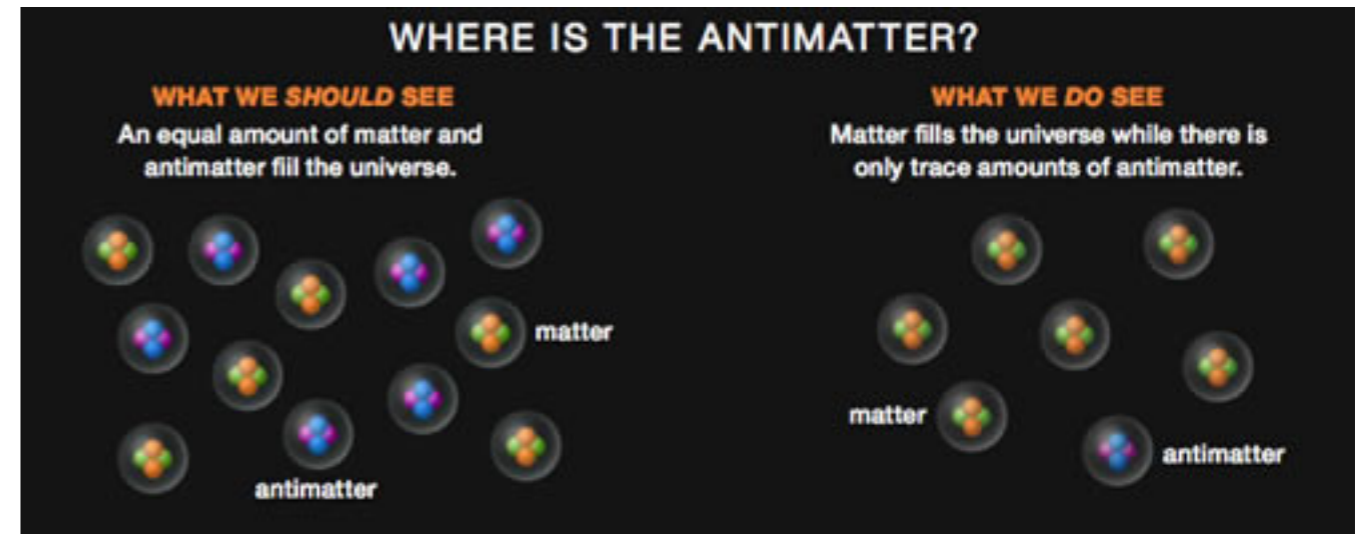 WHERE IS THE ANTIMATTER?
WHAT WE SHOULD SEE
An equal amount of matter and
antimatter fill the universe.
matter
antimatter
WHAT WE DO SEE
Matter fills the universe while there is
only trace amounts of antimatter.
matter
antimatter